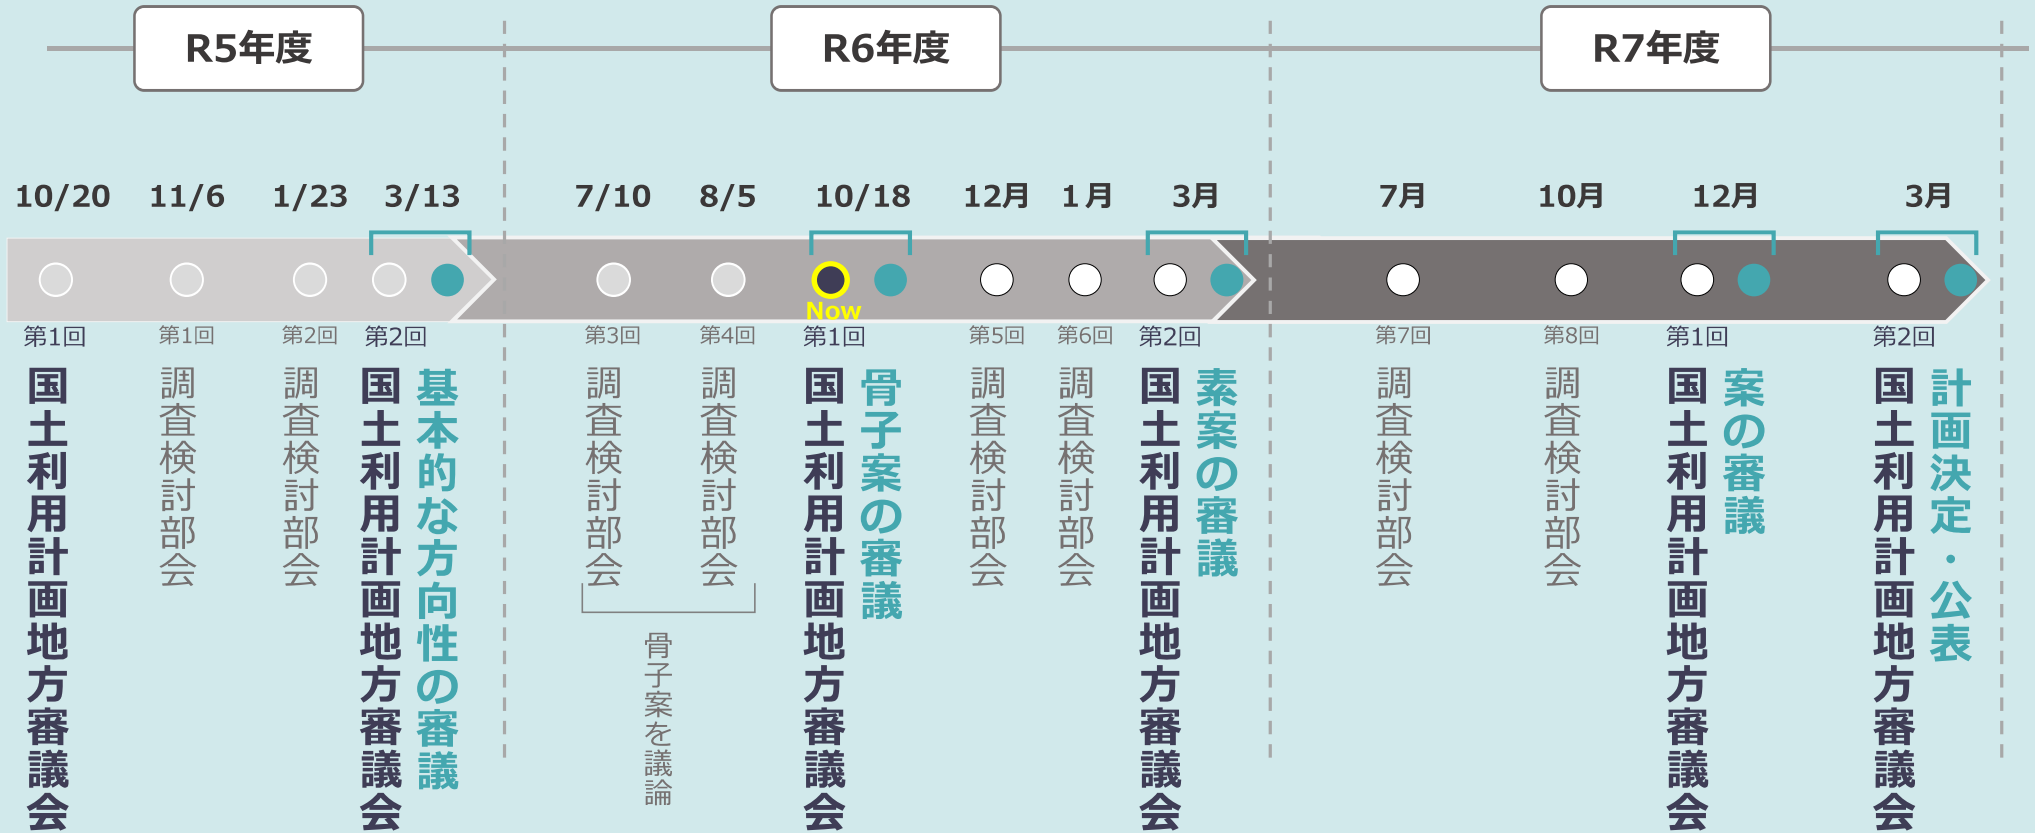 R5年度
R6年度
R7年度
10/20
11/6
1/23
3/13
7/10
8/5
10/18
12月
1月
3月
7月
10月
12月
3月
Now
第1回
第1回
第2回
第2回
第3回
第4回
第1回
第5回
第6回
第2回
第7回
第8回
第1回
第2回
国土利用計画地方審議会
調査検討部会
調査検討部会
国土利用計画地方審議会
基本的な方向性の審議
調査検討部会
調査検討部会
骨子案を議論
国土利用計画地方審議会
骨子案の審議
調査検討部会
調査検討部会
国土利用計画地方審議会
素案の審議
調査検討部会
調査検討部会
国土利用計画地方審議会
案の審議
国土利用計画地方審議会
計画決定・公表